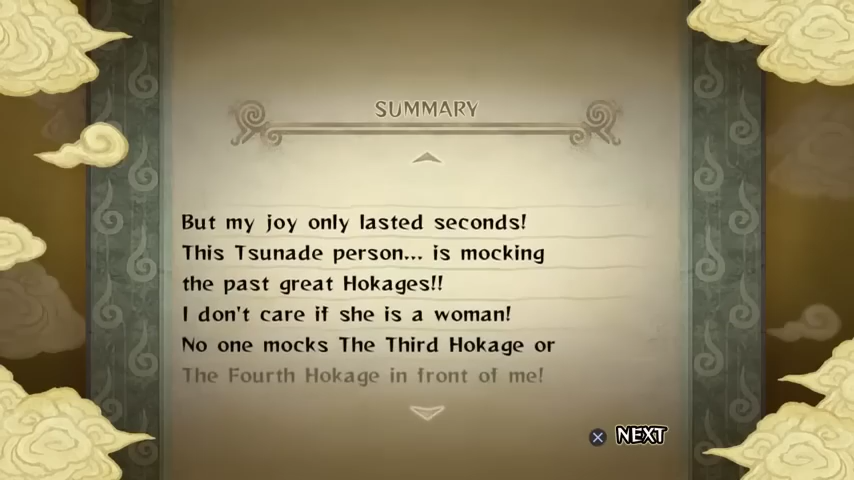 SUMMARY
But my joy only lasted seconds!
This Tsunade person... is mocking
the past great Hokages!!
I don't care if she is a woman!
No one mocks The Third Hokage or
The Fourth Hokage in front of me!
NEXT